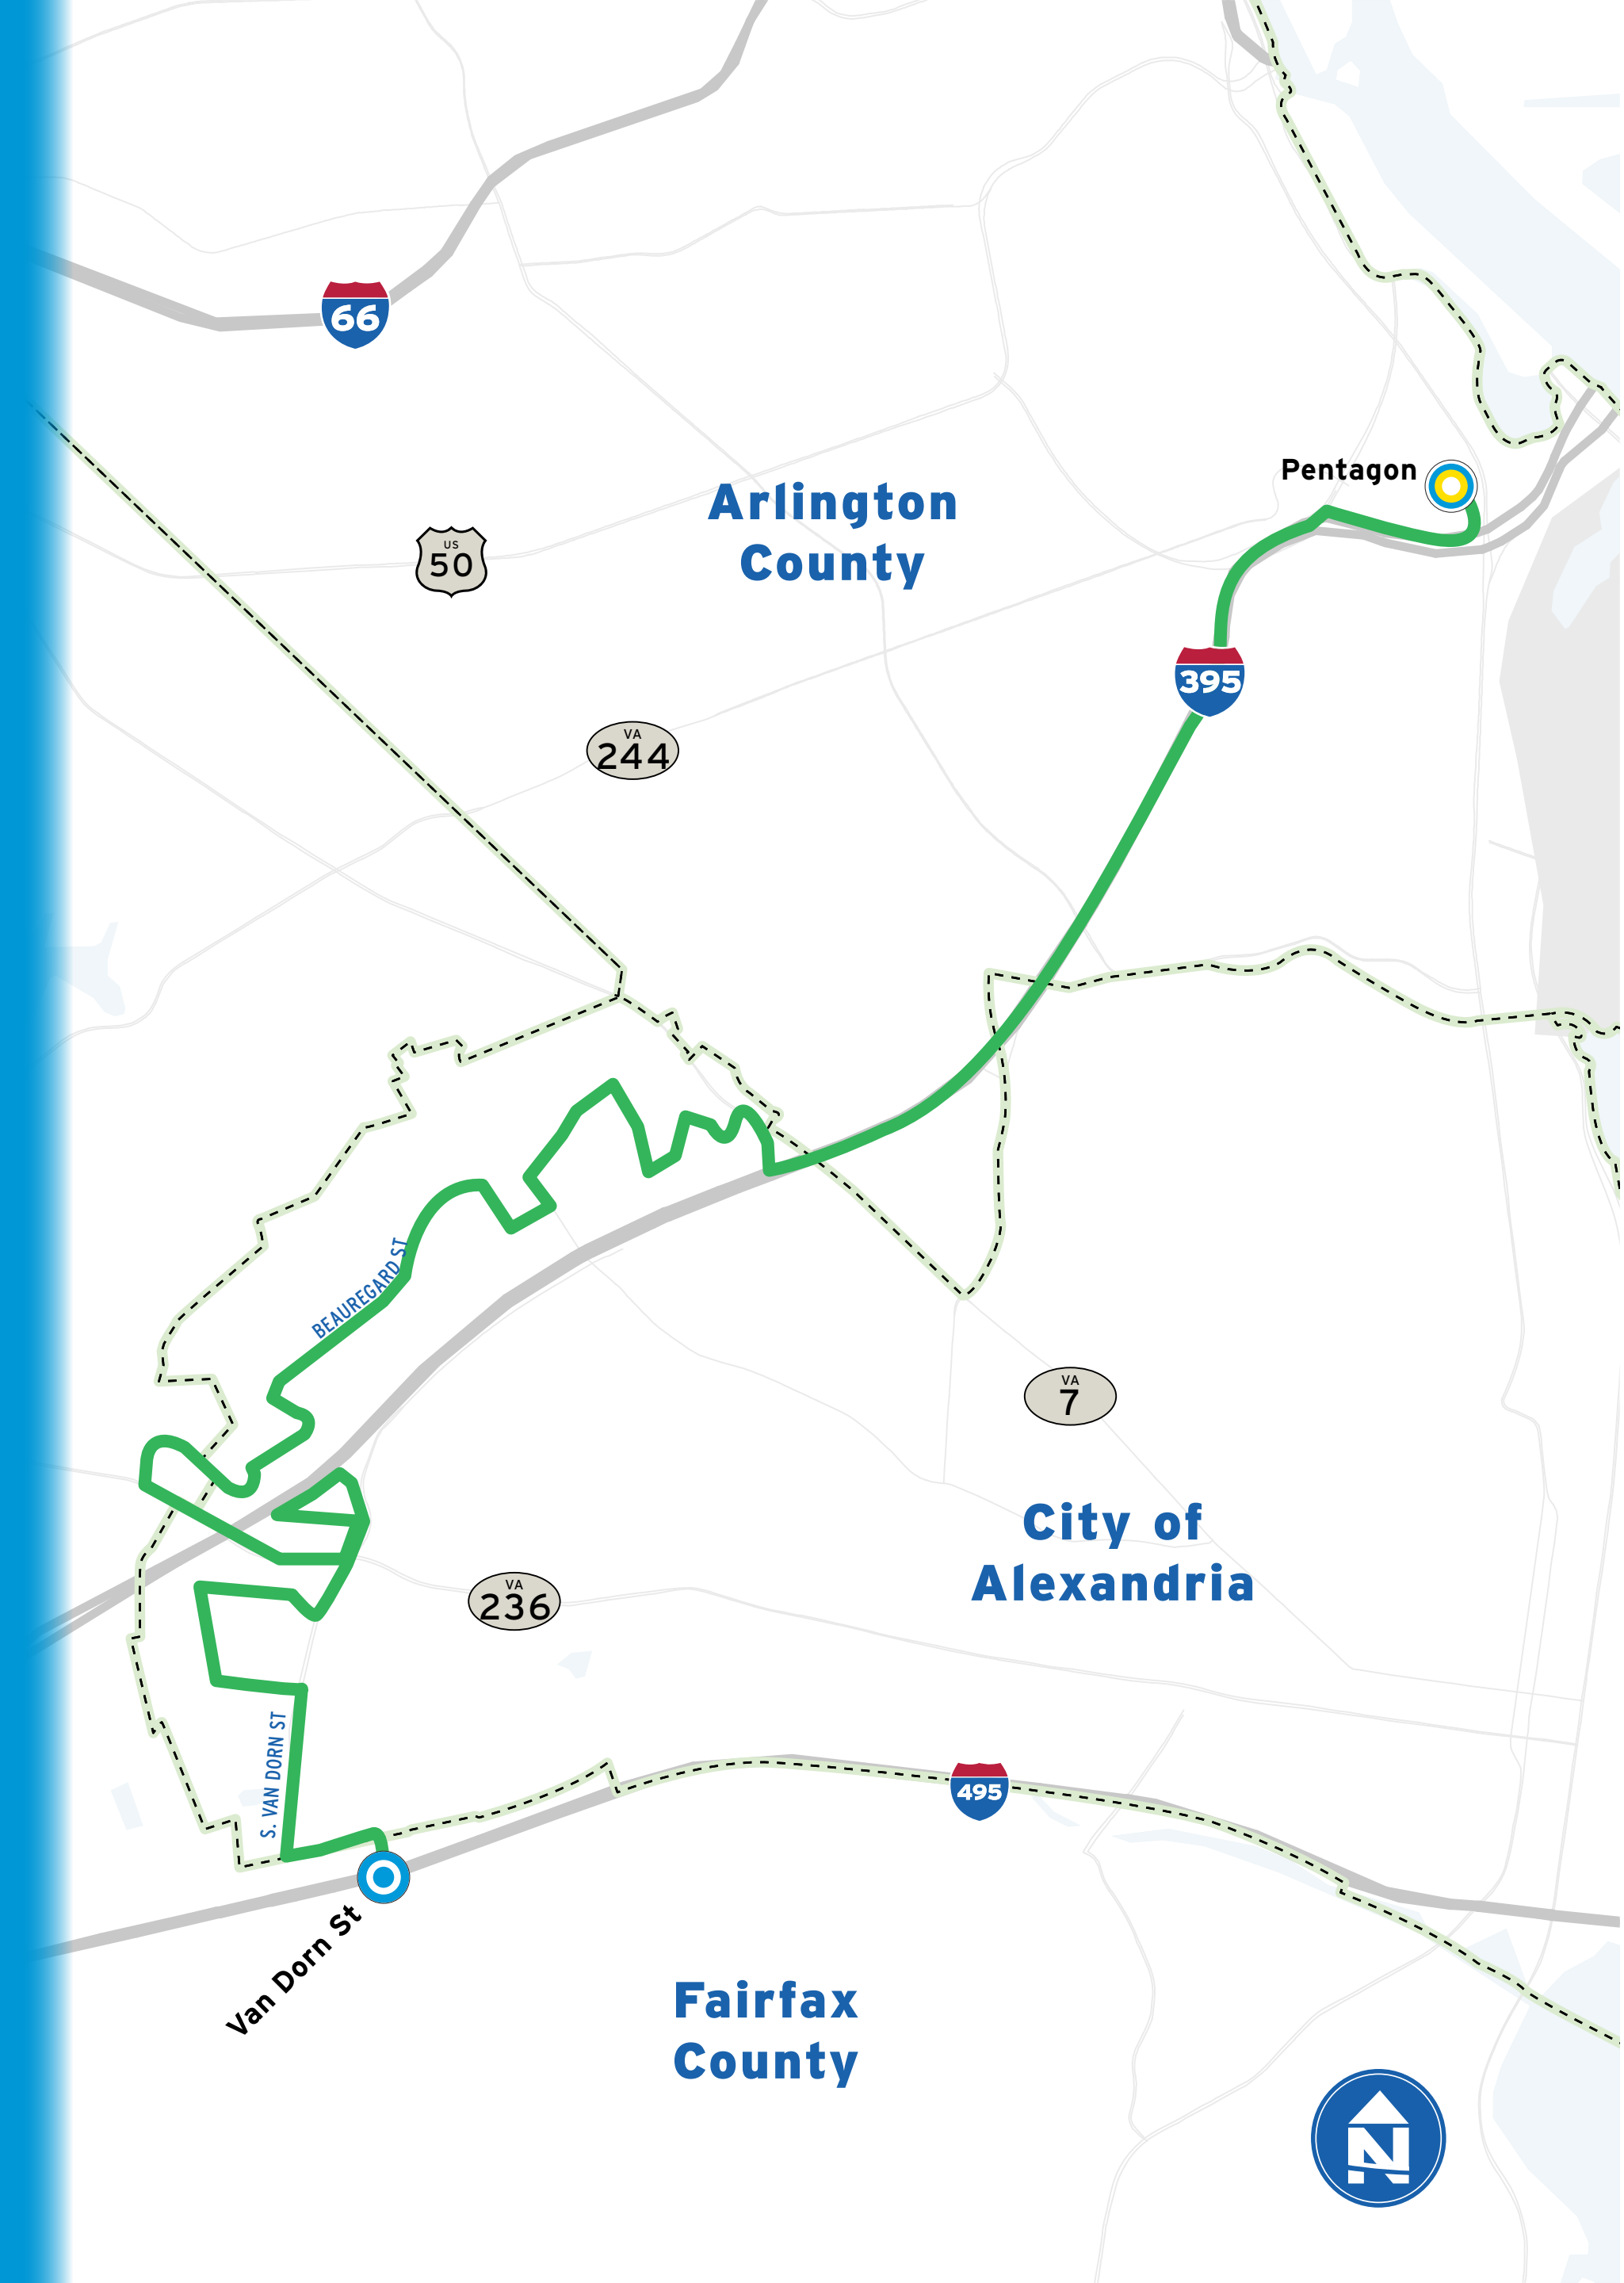 66
Pentagon
Arlington
County
US
50
395
VA
244
BEAUREGARD ST
VA
7
City of
Alexandria
VA
236
S. VAN DORN ST
495
Van Dorn St
Fairfax
County
N